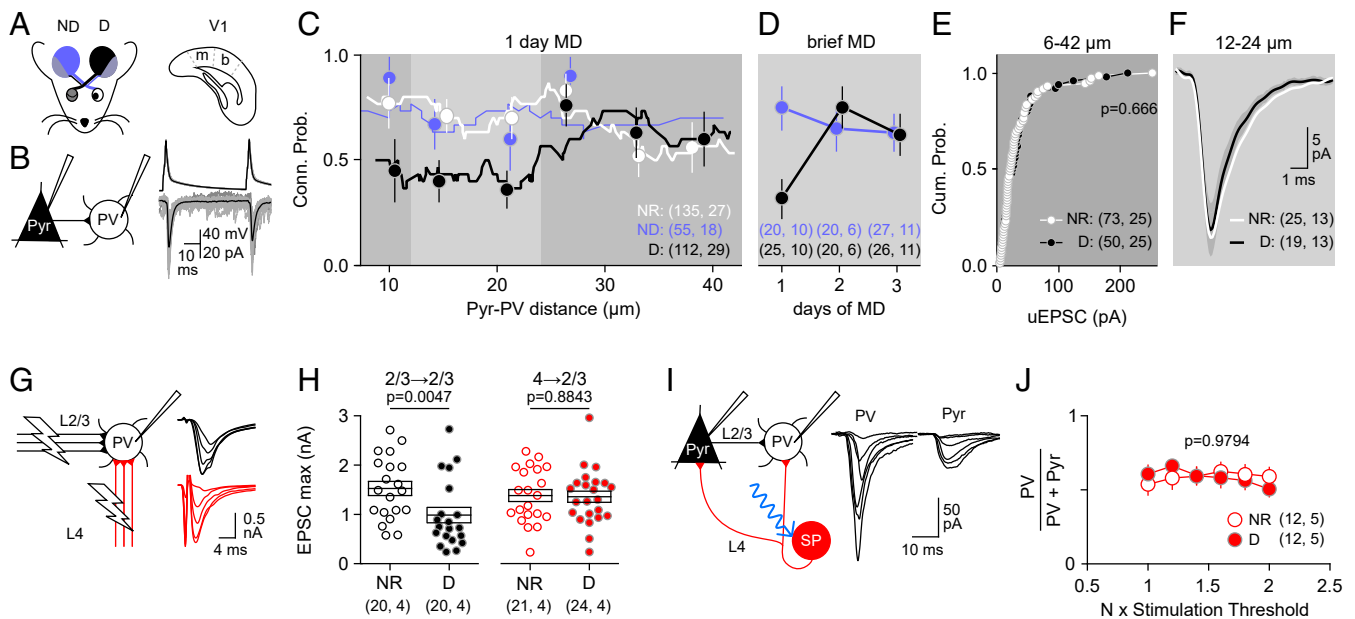 A
ND D
V1
m b
B
Pyr
PV
40 mV
20 pA
10
ms
C
1 day MD
Conn. Prob.
1.0
0.5
0.0
NR: (135, 27)
ND: (55, 18)
D: (112, 29)
10 20 30 40
Pyr-PV distance (µm)
D
brief MD
(20, 10) (20, 6) (27, 11)
(25, 10) (20, 6) (26, 11)
1 2 3
days of MD
E
6-42 µm
Cum. Prob.
1.0
0.5
0.0
p=0.666
NR: (73, 25)
D: (50, 25)
0 100 200
uEPSC (pA)
F
12-24 µm
5
pA
1 ms
NR: (25, 13)
D: (19, 13)
G
L2/3
PV
L4
0.5
nA
4 ms
H
2/3→2/3
p=0.0047
4→2/3
p=0.8843
EPSC max (nA)
3
2
1
0
NR D NR D
(20, 4) (20, 4) (21, 4) (24, 4)
I
Pyr
L2/3
PV
SP
L4
PV Pyr
50
pA
10 ms
J
PV
PV + Pyr
1
0
p=0.9794
NR (12, 5)
D (12, 5)
0.5 1 1.5 2 2.5
N x Stimulation Threshold